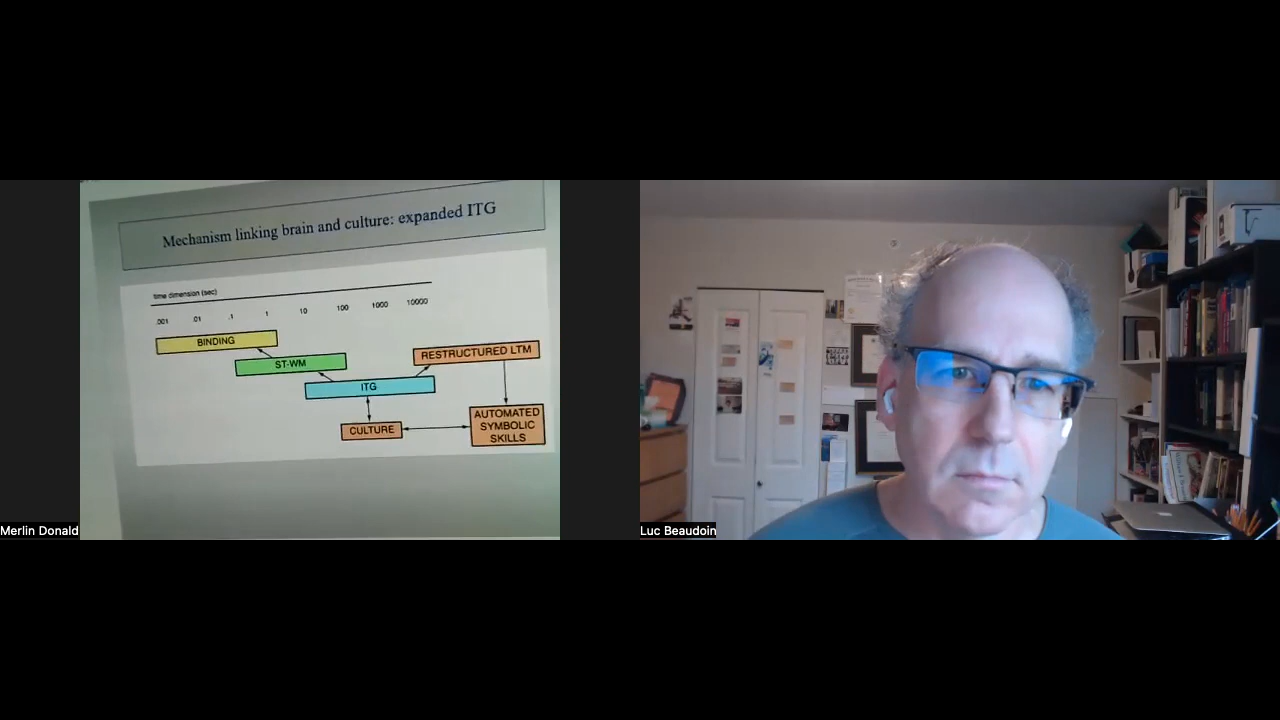 Mechanism linking brain and culture: expanded ITG
time dimension (sec)
.001 .01 .1 1 10 100 1000 10000
BINDING
ST-WM
RESTRUCTURED LTM
ITG
CULTURE
AUTOMATED
SYMBOLIC
SKILLS
Merlin Donald
Luc Beaudoin